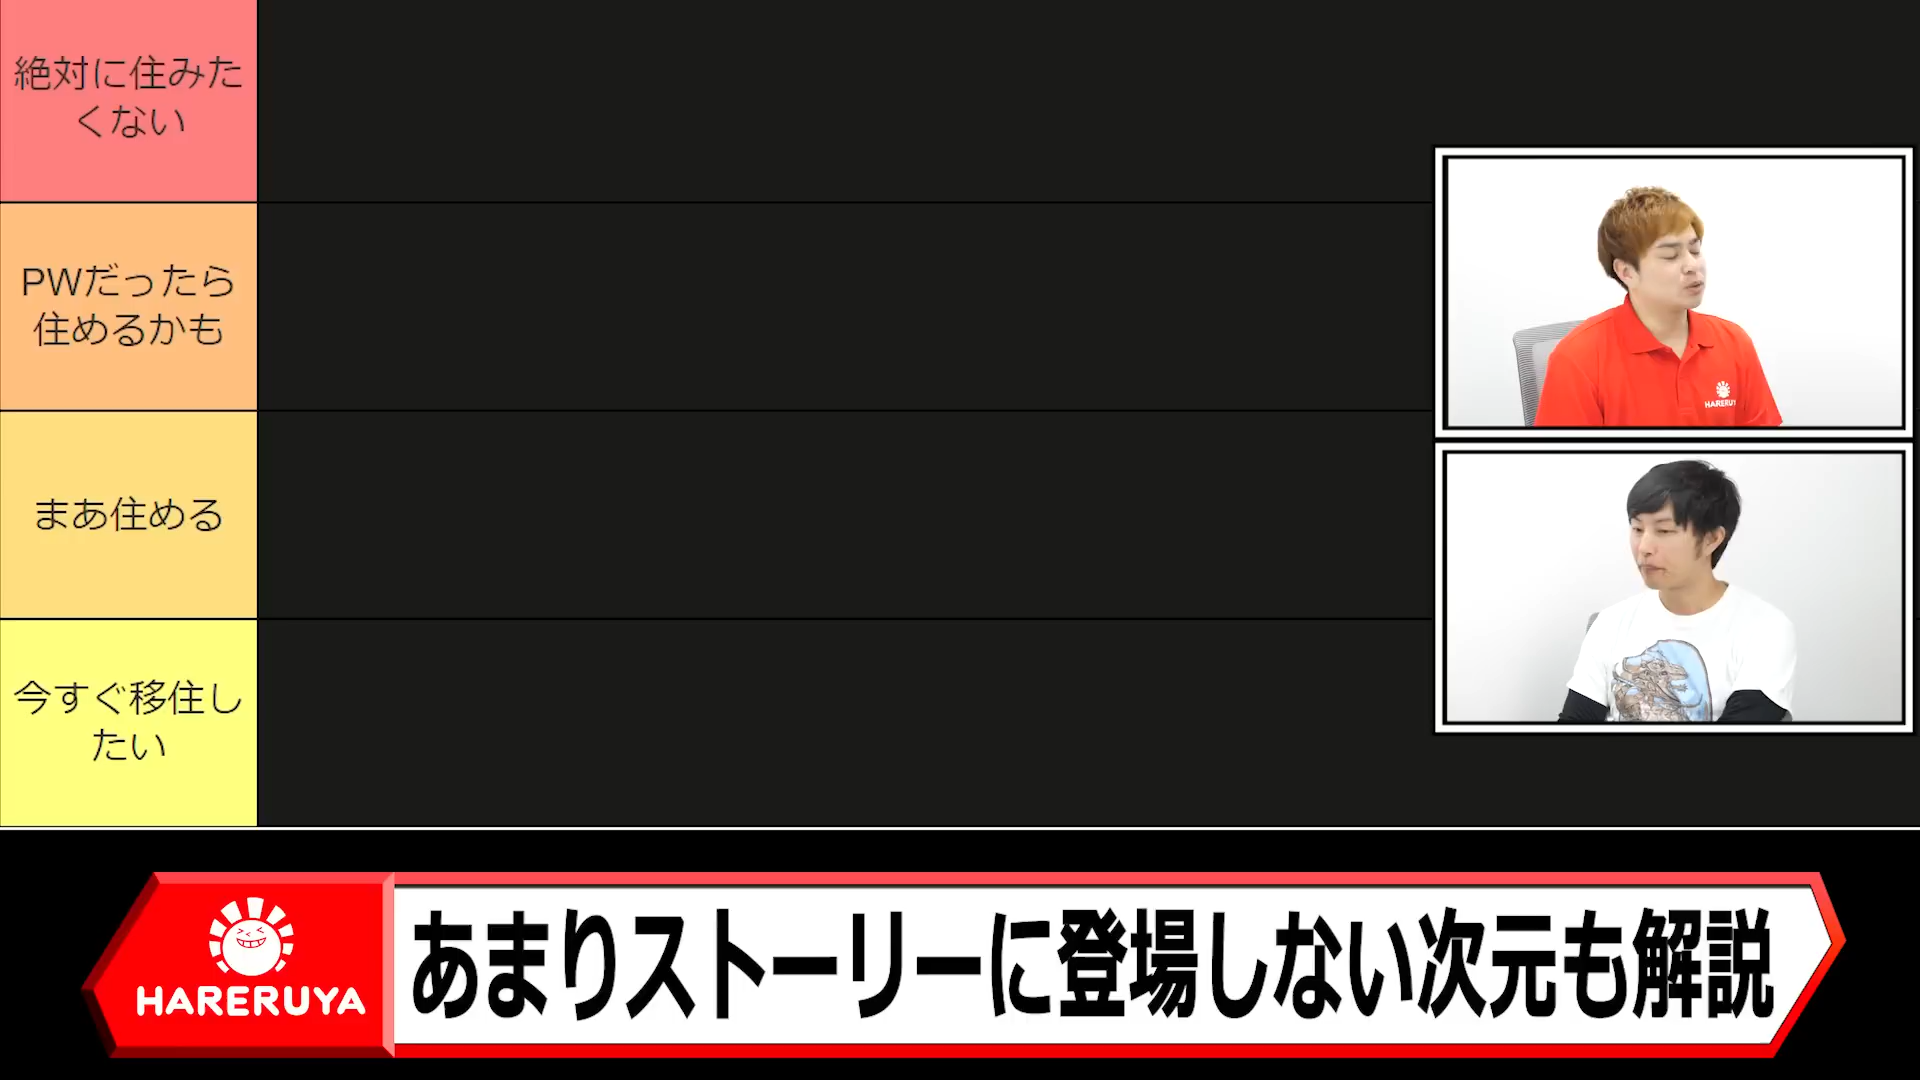 絶対に住みた
くない
PWだったら
住めるかも
まあ住める
今すぐ移住し
たい
HARERUYA
HARERUYA
あまりストーリーに登場しない次元も解説